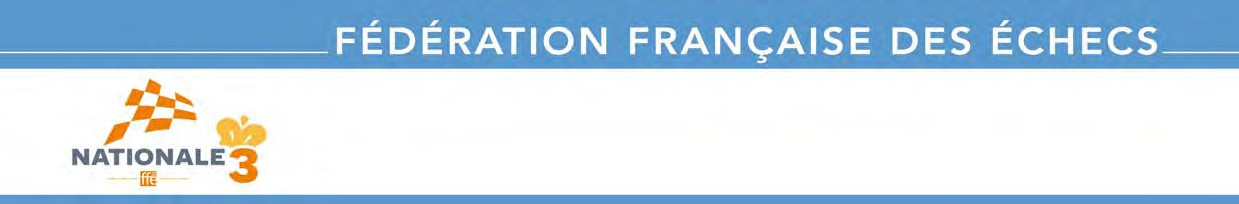 FÉDÉRATION FRANÇAISE DES ÉCHECS
NATIONALE 3
ffe